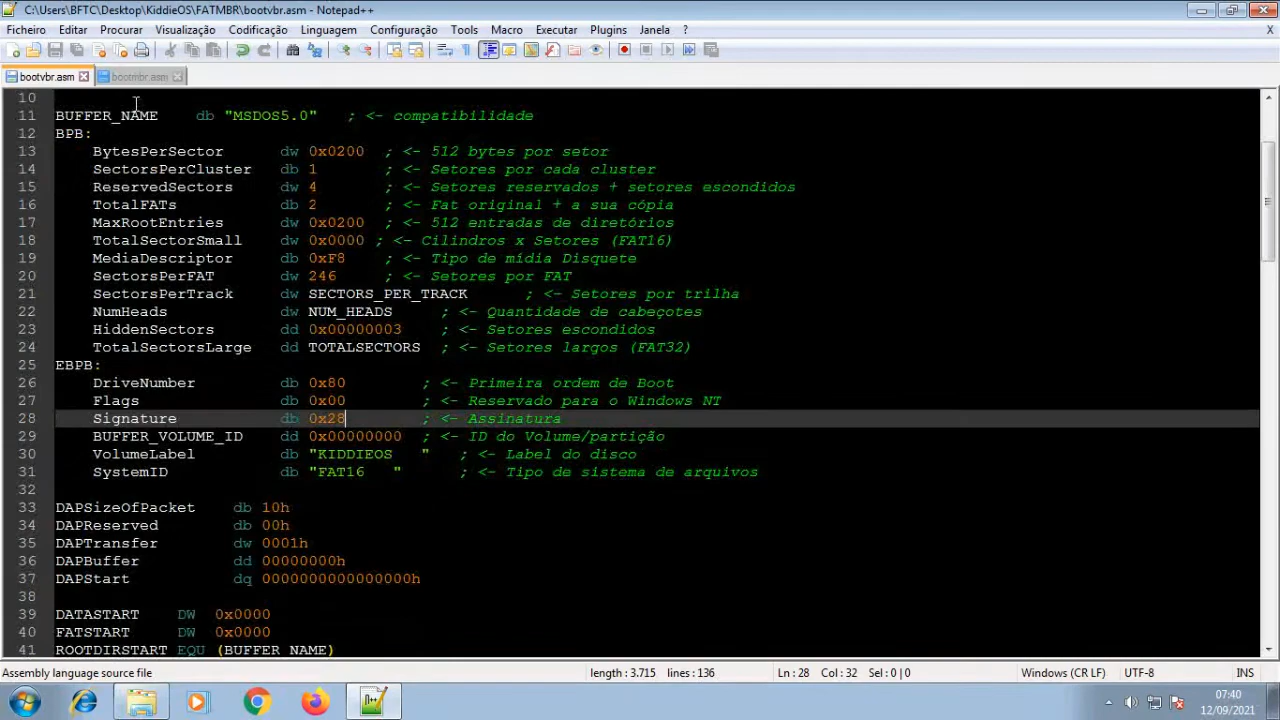 C:\Users\BFTC\Desktop\KiddieOS\FATMBR\bootvbr.asm - Notepad++
Ficheiro Editar Procurar Visualização Codificação Linguagem Configuração Tools Macro Executar Plugins Janela ? X
bootvbr.asm bootmbr.asm
10
11 BUFFER_NAME db "MSDOS5.0" ; <- compatibilidade
12 BPB:
13 BytesPerSector dw 0x0200 ; <- 512 bytes por setor
14 SectorsPerCluster db 1 ; <- Setores por cada cluster
15 ReservedSectors dw 4 ; <- Setores reservados + setores escondidos
16 TotalFATs db 2 ; <- Fat original + a sua cópia
17 MaxRootEntries dw 0x0200 ; <- 512 entradas de diretórios
18 TotalSectorSmall dw 0x0000 ; <- Cilindros x Setores (FAT16)
19 MediaDescriptor db 0xF8 ; <- Tipo de mídia Disquete
20 SectorsPerFAT dw 246 ; <- Setores por FAT
21 SectorsPerTrack dw SECTORS_PER_TRACK ; <- Setores por trilha
22 NumHeads dw NUM_HEADS ; <- Quantidade de cabeçotes
23 HiddenSectors dd 0x00000003 ; <- Setores escondidos
24 TotalSectorsLarge dd TOTALSECTORS ; <- Setores largos (FAT32)
25 EBPB:
26 DriveNumber db 0x80 ; <- Primeira ordem de Boot
27 Flags db 0x00 ; <- Reservado para o Windows NT
28 Signature db 0x28 ; <- Assinatura
29 BUFFER_VOLUME_ID dd 0x00000000 ; <- ID do Volume/partição
30 VolumeLabel db "KIDDIEOS   " ; <- Label do disco
31 SystemID db "FAT16   " ; <- Tipo de sistema de arquivos
32
33 DAPSizeOfPacket db 10h
34 DAPReserved db 00h
35 DAPTransfer dw 0001h
36 DAPBuffer dd 00000000h
37 DAPStart dq 0000000000000000h
38
39 DATASTART DW 0x0000
40 FATSTART DW 0x0000
41 ROOTDIRSTART EQU (BUFFER_NAME)
Assembly language source file length : 3.715 lines : 136 Ln : 28 Col : 32 Sel : 0 | 0 Windows (CR LF) UTF-8 INS
07:40
12/09/2021